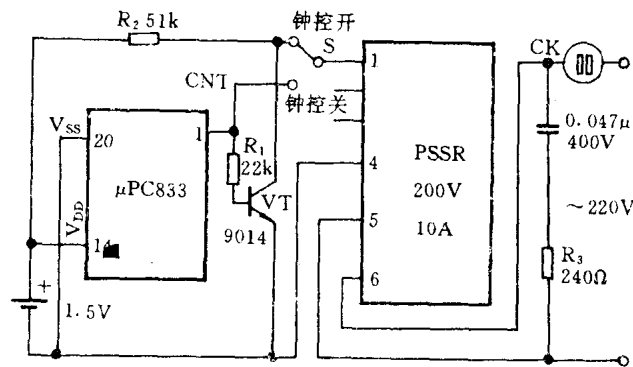 R₂ 51k
钟控开
S
CK
CNT
钟控关
1
V_SS
20
1
R₁
22k
μPC833
VT
9014
V_DD
14
+
1.5V
4
PSSR
200V
10A
5
6
0.047μ
400V
~220V
R₃
240Ω